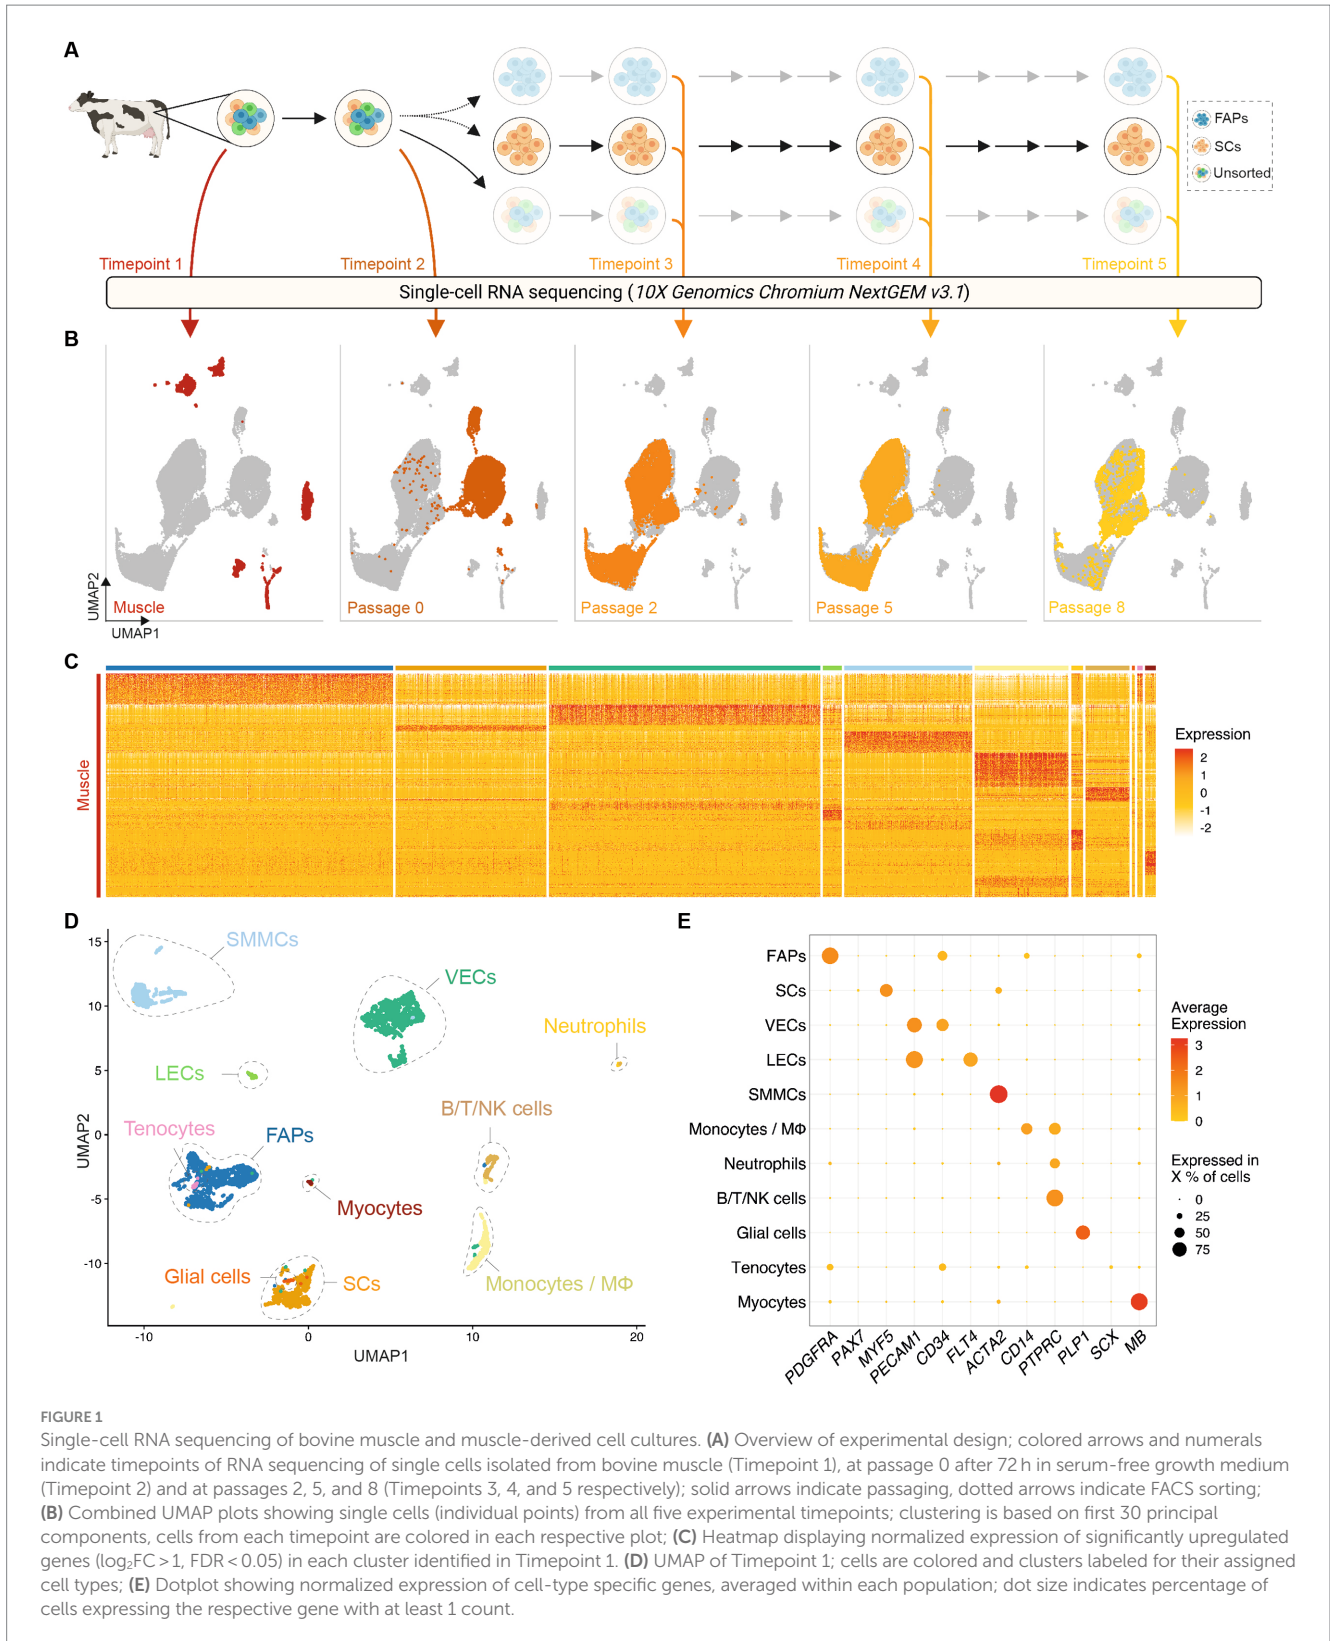 A
FAPs
SCs
Unsorted
Timepoint 1
Timepoint 2
Timepoint 3
Timepoint 4
Timepoint 5
Single-cell RNA sequencing (10X Genomics Chromium NextGEM v3.1)
B
UMAP2
UMAP1
Muscle
Passage 0
Passage 2
Passage 5
Passage 8
C
Muscle
Expression
2
1
0
-1
-2
D
15
10
5
0
-5
-10
UMAP2
-10
0
10
20
UMAP1
SMMCs
VECs
Neutrophils
LECs
B/T/NK cells
Tenocytes
FAPs
Myocytes
Glial cells
SCs
Monocytes / MΦ
E
FAPs
SCs
VECs
LECs
SMMCs
Monocytes / MΦ
Neutrophils
B/T/NK cells
Glial cells
Tenocytes
Myocytes
PDGFRA
PAX7
MYF5
PECAM1
CD34
FLT4
ACTA2
CD14
PTPRC
PLP1
SCX
MB
Average
Expression
3
2
1
0
Expressed in
X % of cells
0
25
50
75
FIGURE 1
Single-cell RNA sequencing of bovine muscle and muscle-derived cell cultures. (A) Overview of experimental design; colored arrows and numerals
indicate timepoints of RNA sequencing of single cells isolated from bovine muscle (Timepoint 1), at passage 0 after 72 h in serum-free growth medium
(Timepoint 2) and at passages 2, 5, and 8 (Timepoints 3, 4, and 5 respectively); solid arrows indicate passaging, dotted arrows indicate FACS sorting;
(B) Combined UMAP plots showing single cells (individual points) from all five experimental timepoints; clustering is based on first 30 principal
components, cells from each timepoint are colored in each respective plot; (C) Heatmap displaying normalized expression of significantly upregulated
genes (log₂FC > 1, FDR < 0.05) in each cluster identified in Timepoint 1. (D) UMAP of Timepoint 1; cells are colored and clusters labeled for their assigned
cell types; (E) Dotplot showing normalized expression of cell-type specific genes, averaged within each population; dot size indicates percentage of
cells expressing the respective gene with at least 1 count.